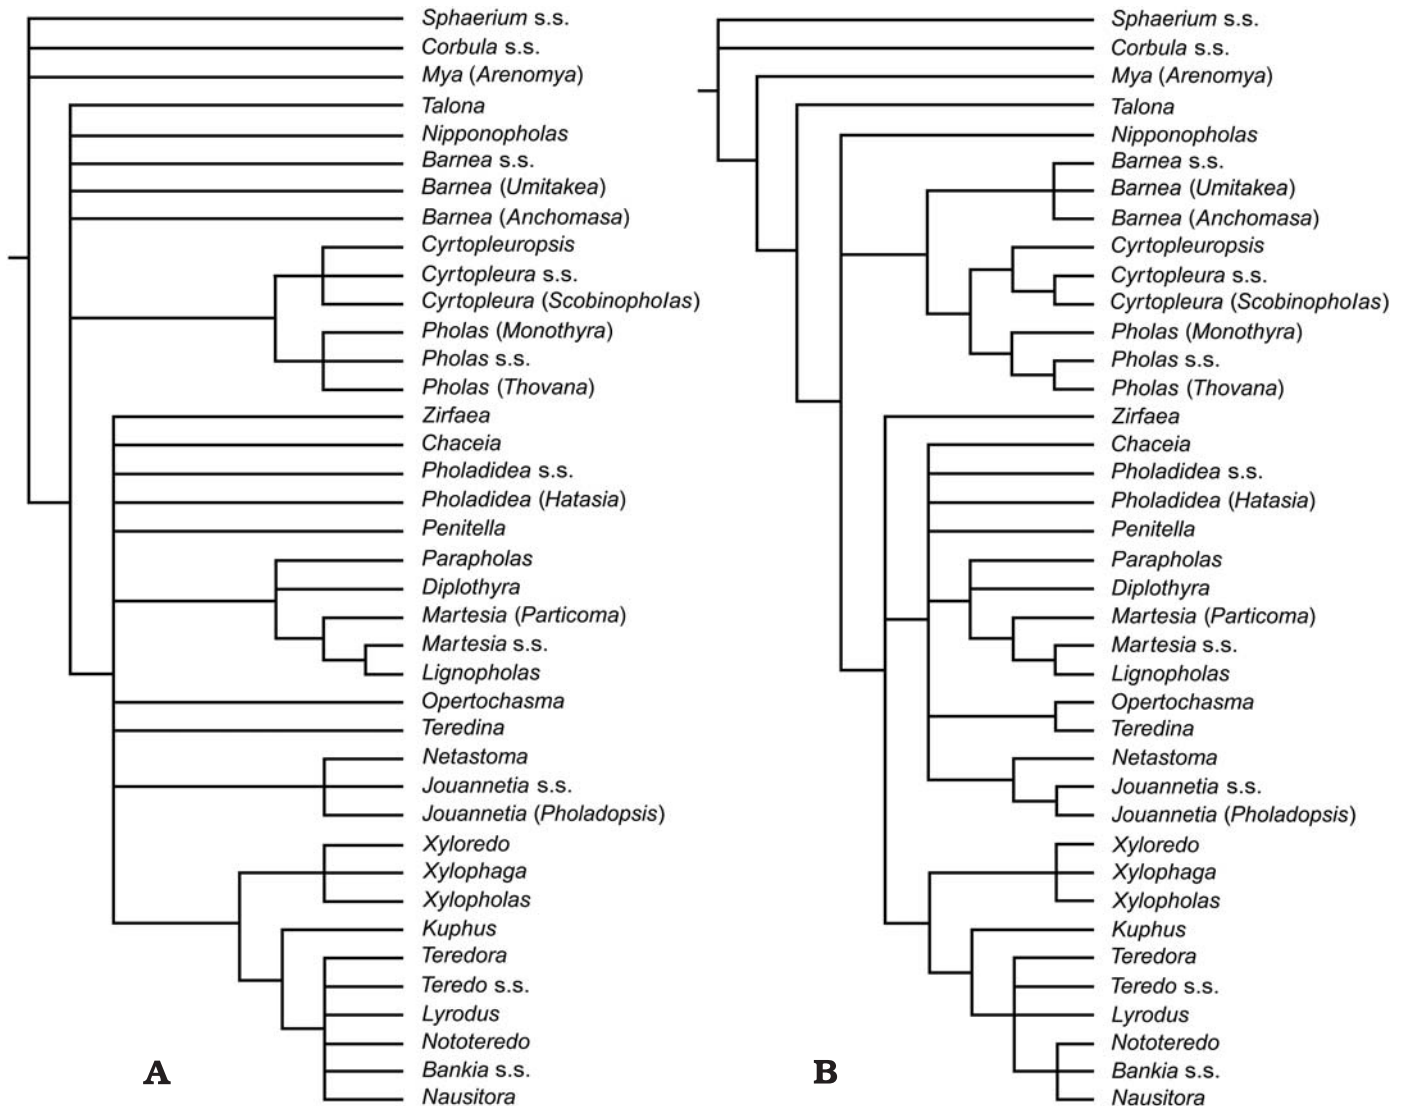 Sphaerium s.s.
Corbula s.s.
Mya (Arenomya)
Talona
Nipponopholas
Barnea s.s.
Barnea (Umitakea)
Barnea (Anchomasa)
Cyrtopleuropsis
Cyrtopleura s.s.
Cyrtopleura (Scobinopholas)
Pholas (Monothyra)
Pholas s.s.
Pholas (Thovana)
Zirfaea
Chaceia
Pholadidea s.s.
Pholadidea (Hatasia)
Penitella
Parapholas
Diplothyra
Martesia (Particoma)
Martesia s.s.
Lignopholas
Opertochasma
Teredina
Netastoma
Jouannetia s.s.
Jouannetia (Pholadopsis)
Xyloredo
Xylophaga
Xylopholas
Kuphus
Teredora
Teredo s.s.
Lyrodus
Nototeredo
Bankia s.s.
Nausitora
A
Sphaerium s.s.
Corbula s.s.
Mya (Arenomya)
Talona
Nipponopholas
Barnea s.s.
Barnea (Umitakea)
Barnea (Anchomasa)
Cyrtopleuropsis
Cyrtopleura s.s.
Cyrtopleura (Scobinopholas)
Pholas (Monothyra)
Pholas s.s.
Pholas (Thovana)
Zirfaea
Chaceia
Pholadidea s.s.
Pholadidea (Hatasia)
Penitella
Parapholas
Diplothyra
Martesia (Particoma)
Martesia s.s.
Lignopholas
Opertochasma
Teredina
Netastoma
Jouannetia s.s.
Jouannetia (Pholadopsis)
Xyloredo
Xylophaga
Xylopholas
Kuphus
Teredora
Teredo s.s.
Lyrodus
Nototeredo
Bankia s.s.
Nausitora
B